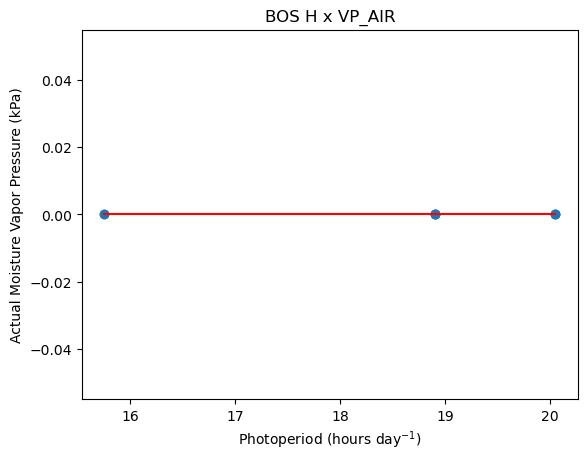 BOS H x VP_AIR
Actual Moisture Vapor Pressure (kPa)
0.04
0.02
0.00
−0.02
−0.04
16 17 18 19 20
Photoperiod (hours day⁻¹)